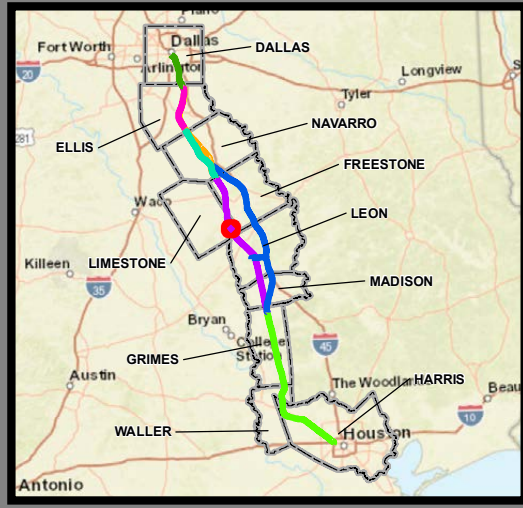 Plano
Fort Worth
Dallas
DALLAS
Arlington
20
Longview
Tyler
281
NAVARRO
ELLIS
FREESTONE
Waco
LEON
Killeen
LIMESTONE
35
MADISON
Bryan
College
Station
45
GRIMES
Austin
The Woodlan
HARRIS
Beau
10
WALLER
Houston
Antonio